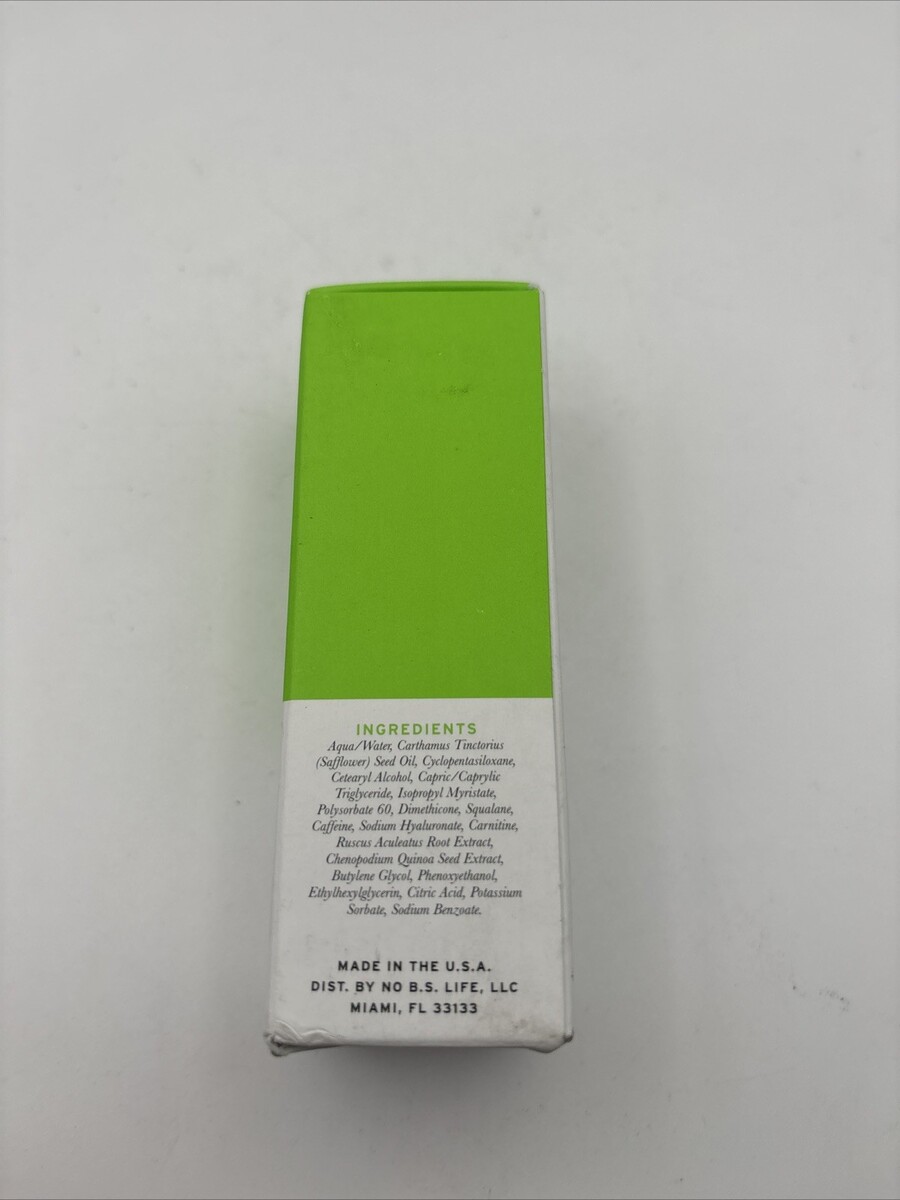 INGREDIENTS
Aqua/Water, Carthamus Tinctorius
(Safflower) Seed Oil, Cyclopentasiloxane,
Cetearyl Alcohol, Capric/Caprylic
Triglyceride, Isopropyl Myristate,
Polysorbate 60, Dimethicone, Squalane,
Caffeine, Sodium Hyaluronate, Carnitine,
Ruscus Aculeatus Root Extract,
Chenopodium Quinoa Seed Extract,
Butylene Glycol, Phenoxyethanol,
Ethylhexylglycerin, Citric Acid, Potassium
Sorbate, Sodium Benzoate.
MADE IN THE U.S.A.
DIST. BY NO B.S. LIFE, LLC
MIAMI, FL 33133